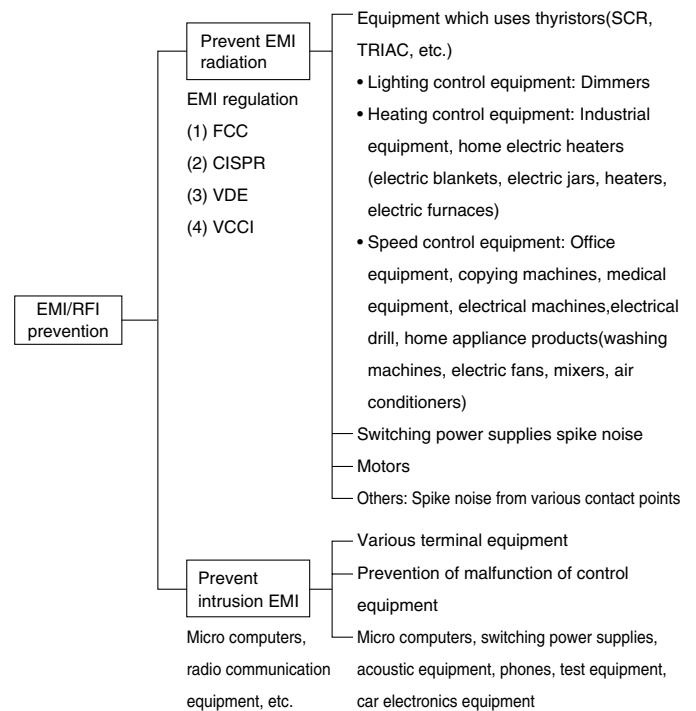 EMI/RFI
prevention
Prevent EMI
radiation
EMI regulation
(1) FCC
(2) CISPR
(3) VDE
(4) VCCI
Equipment which uses thyristors(SCR,
TRIAC, etc.)
• Lighting control equipment: Dimmers
• Heating control equipment: Industrial
equipment, home electric heaters
(electric blankets, electric jars, heaters,
electric furnaces)
• Speed control equipment: Office
equipment, copying machines, medical
equipment, electrical machines,electrical
drill, home appliance products(washing
machines, electric fans, mixers, air
conditioners)
Switching power supplies spike noise
Motors
Others: Spike noise from various contact points
Prevent
intrusion EMI
Micro computers,
radio communication
equipment, etc.
Various terminal equipment
Prevention of malfunction of control
equipment
Micro computers, switching power supplies,
acoustic equipment, phones, test equipment,
car electronics equipment